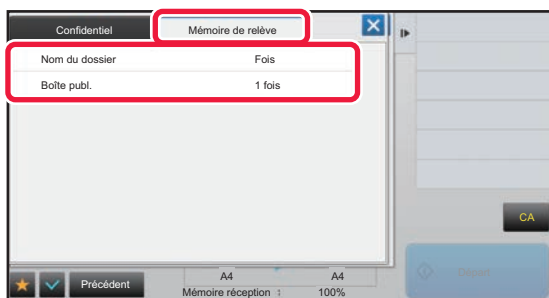 Confidentiel
Mémoire de relève
Nom du dossier Fois
Boîte publ. 1 fois
CA
Départ
Précédent
A4 A4
Mémoire réception : 100%